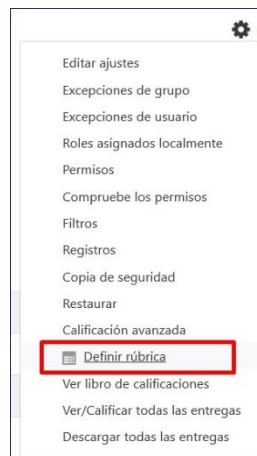 Editar ajustes
Excepciones de grupo
Excepciones de usuario
Roles asignados localmente
Permisos
Compruebe los permisos
Filtros
Registros
Copia de seguridad
Restaurar
Calificación avanzada
Definir rúbrica
Ver libro de calificaciones
Ver/Calificar todas las entregas
Descargar todas las entregas